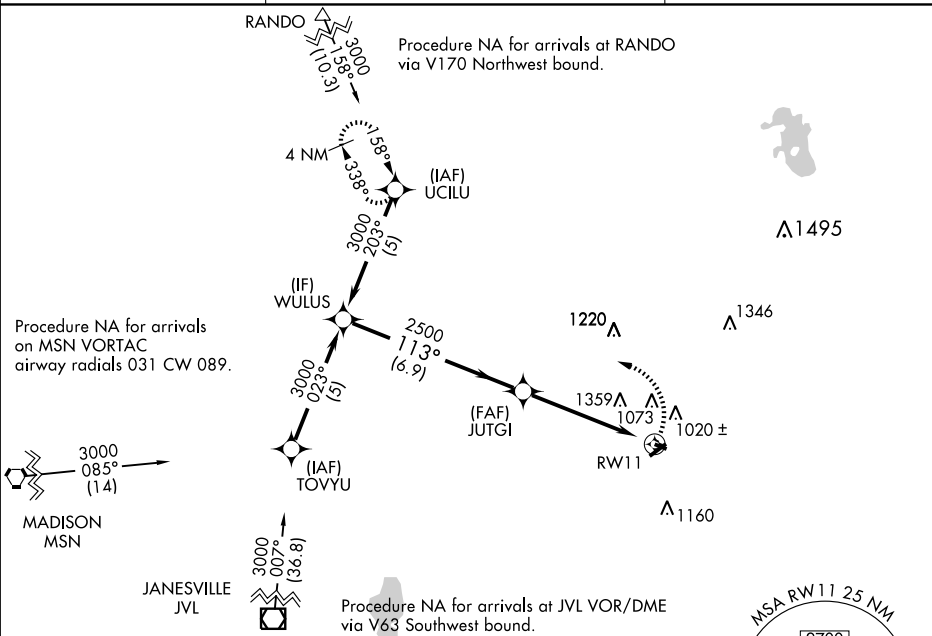 RANDO
3000
158°
(10.3)
Procedure NA for arrivals at RANDO
via V170 Northwest bound.
4 NM
158°
338°
(IAF)
UCILU
1495
3000
203°
(5)
(IF)
WULUS
Procedure NA for arrivals
on MSN VORTAC
airway radials 031 CW 089.
2500
113°
(6.9)
1220
1346
3000
023°
(5)
(FAF)
JUTGI
1359
1073
1020 ±
RW11
(IAF)
TOVYU
3000
085°
(14)
MADISON
MSN
1160
3000
007°
(36.8)
JANESVILLE
JVL
Procedure NA for arrivals at JVL VOR/DME
via V63 Southwest bound.
MSA RW11 25 NM